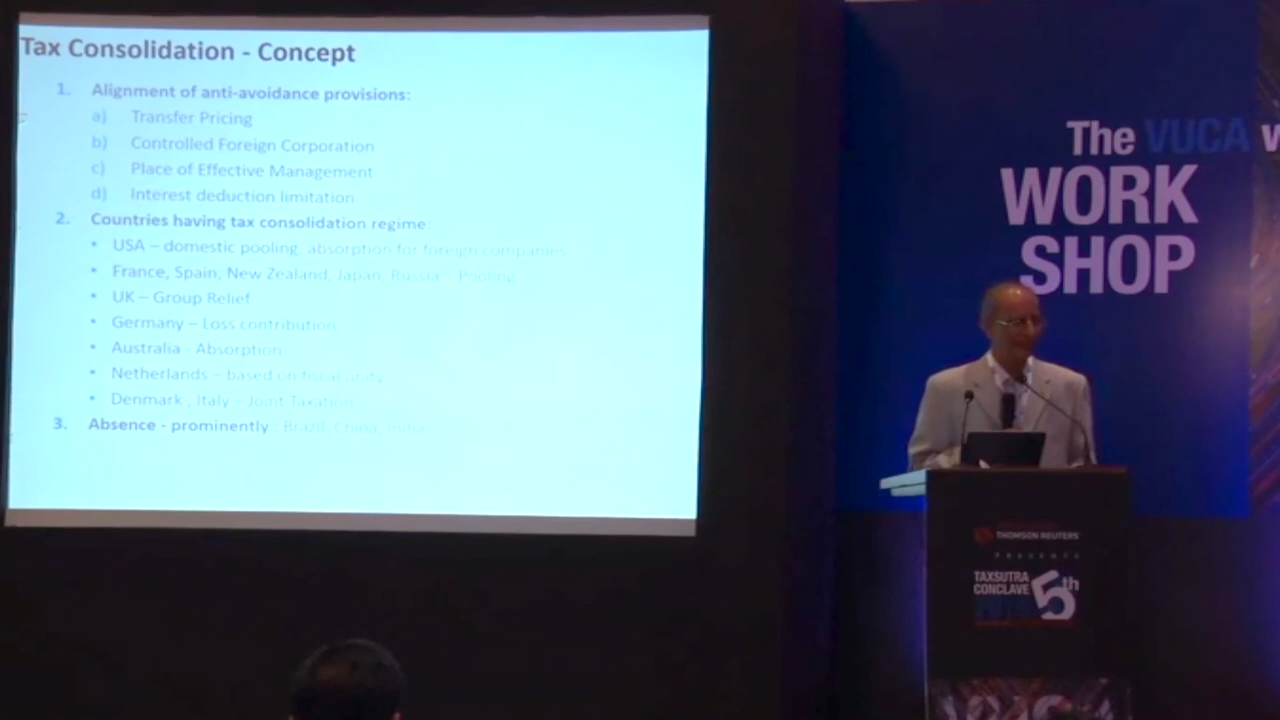 Tax Consolidation - Concept
1. Alignment of anti-avoidance provisions:
a) Transfer Pricing
b) Controlled Foreign Corporation
c) Place of Effective Management
d) Interest deduction limitation
2. Countries having tax consolidation regime:
• USA – domestic pooling, absorption for foreign companies
• France, Spain, New Zealand, Japan, Russia - Pooling
• UK – Group Relief
• Germany – Loss contribution
• Australia - Absorption
• Netherlands – based on fiscal unity
• Denmark , Italy – Joint Taxation
3. Absence - prominently : Brazil, China, India
The VUCA W
WORK
SHOP
THOMSON REUTERS
PRESENTS
TAXSUTRA
CONCLAVE
5th